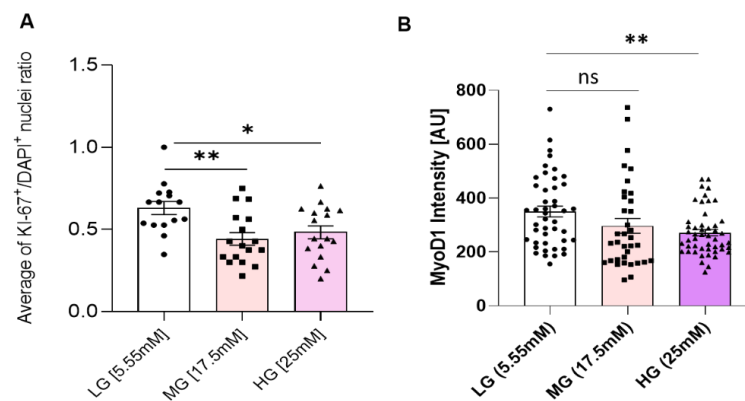 A
Average of KI-67+/DAPI+ nuclei ratio
1.5
1.0
0.5
0.0
*
**
LG [5.55mM]
MG [17.5mM]
HG [25mM]
B
MyoD1 Intensity [AU]
800
600
400
200
0
**
ns
LG (5.55mM)
MG (17.5mM)
HG (25mM)